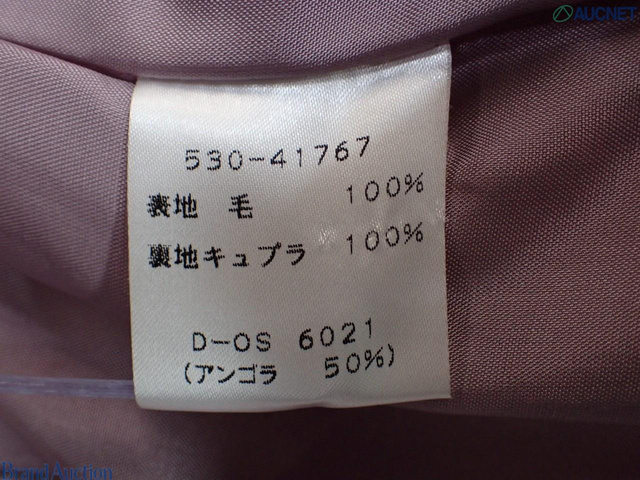 AUCNET
530-41767
表地 毛 100%
裏地キュプラ 100%
D-OS 6021
(アンゴラ 50%)
Brand Auction